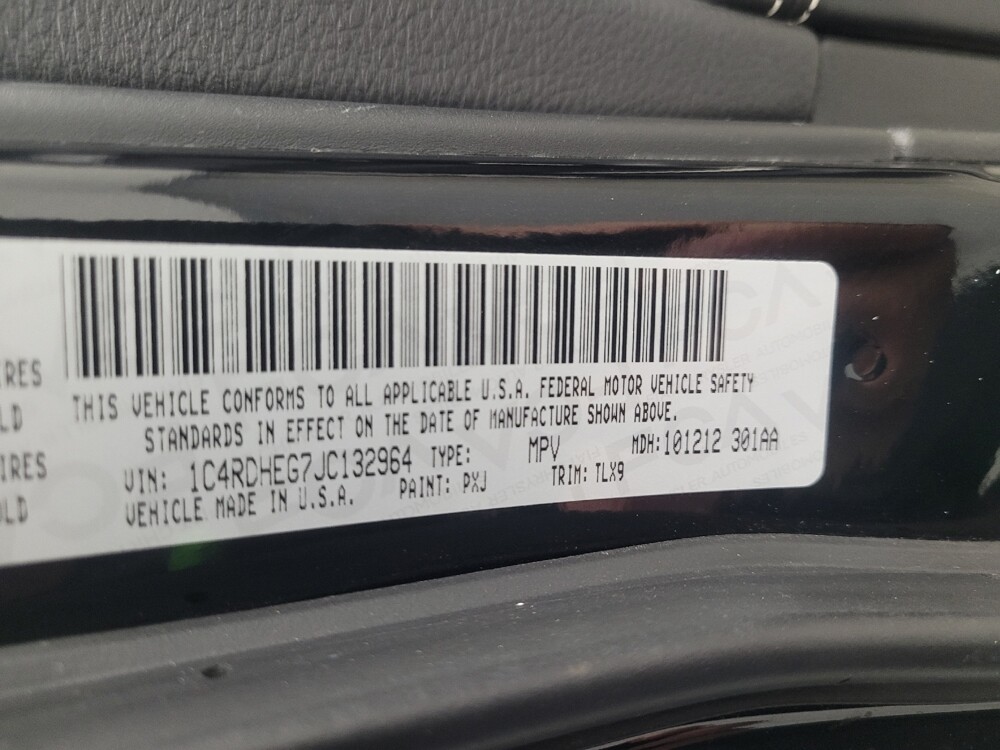 IRES
LD
IRES
OLD
THIS VEHICLE CONFORMS TO ALL APPLICABLE U.S.A. FEDERAL MOTOR VEHICLE SAFETY
STANDARDS IN EFFECT ON THE DATE OF MANUFACTURE SHOWN ABOVE.
VIN: 1C4RDHEG7JC132964 TYPE: MPV MDH:101212 301AA
VEHICLE MADE IN U.S.A. PAINT: PXJ TRIM: TLX9